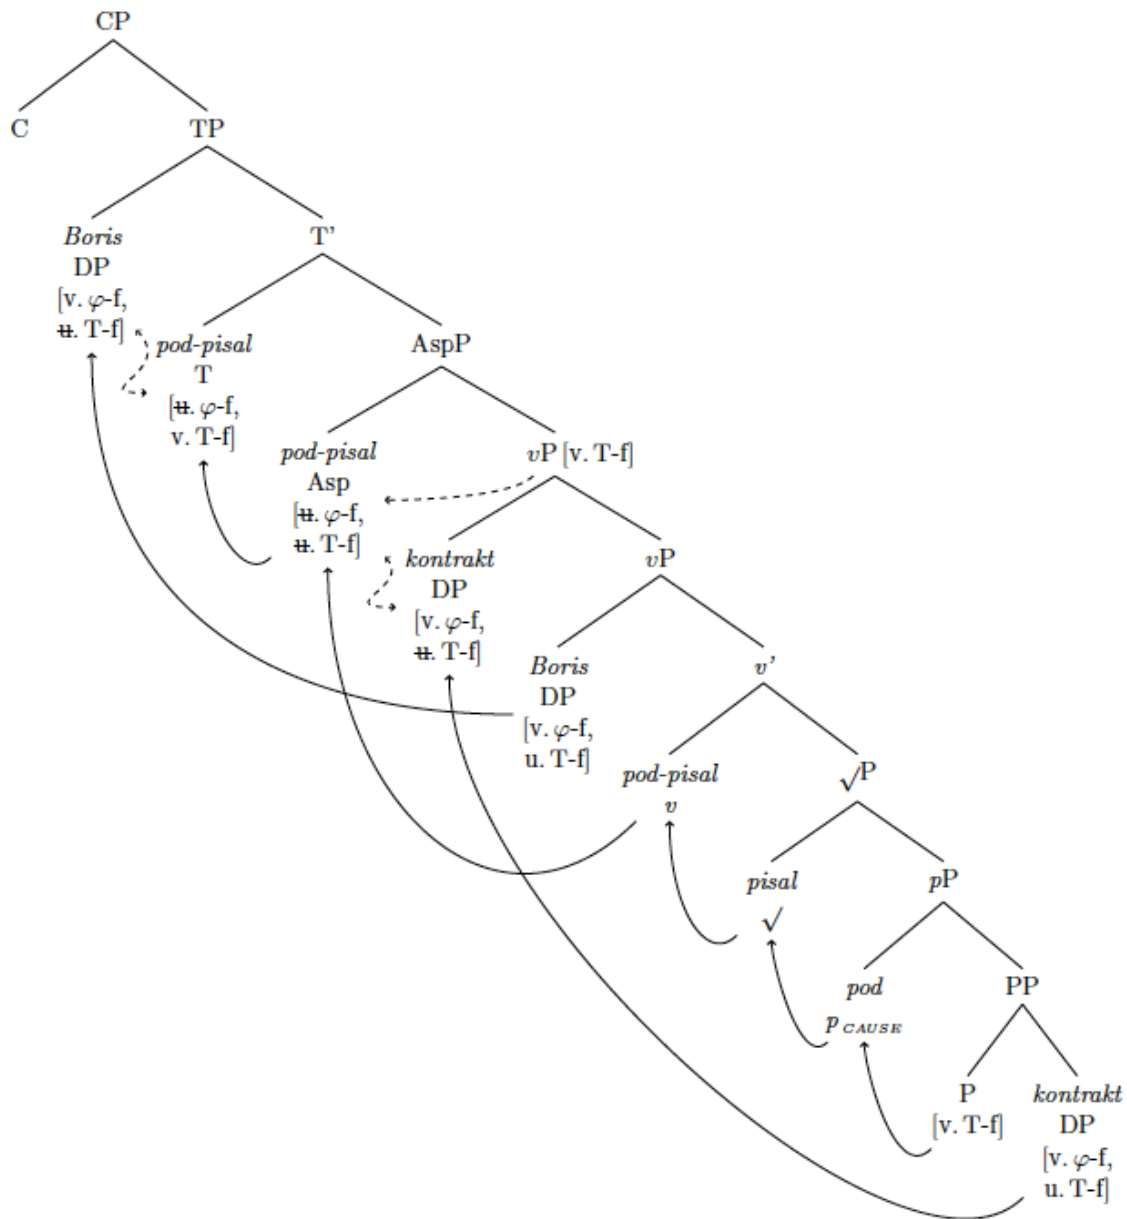 CP
C
TP
Boris
DP
[v. φ-f,
u. T-f]
T'
pod-pisal
T
[u. φ-f,
v. T-f]
AspP
pod-pisal
Asp
[u. φ-f,
u. T-f]
vP [v. T-f]
kontrakt
DP
[v. φ-f,
u. T-f]
vP
Boris
DP
[v. φ-f,
u. T-f]
v'
pod-pisal
v
√P
pisal
√
pP
pod
p CAUSE
PP
P
[v. T-f]
kontrakt
DP
[v. φ-f,
u. T-f]